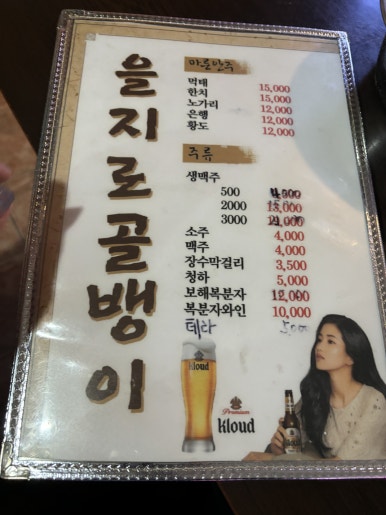 을지로골뱅이
마른안주
먹태 15,000
한치 15,000
노가리 12,000
은행 12,000
황도 12,000
주류
생맥주
500 4,000
2000
3000
소주 4,000
맥주 4,000
장수막걸리 3,500
청하 5,000
보해복분자 12,000
복분자와인 10,000
테라 5,000
kloud
Premium
kloud